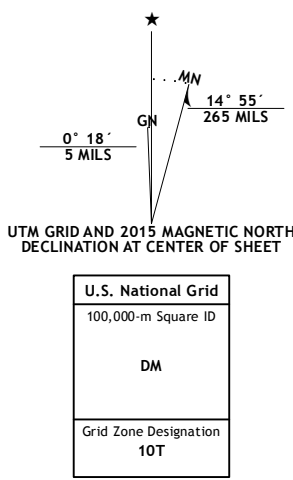 MN
14° 55´
265 MILS
GN
0° 18´
5 MILS
UTM GRID AND 2015 MAGNETIC NORTH
DECLINATION AT CENTER OF SHEET
U.S. National Grid
100,000-m Square ID
DM
Grid Zone Designation
10T